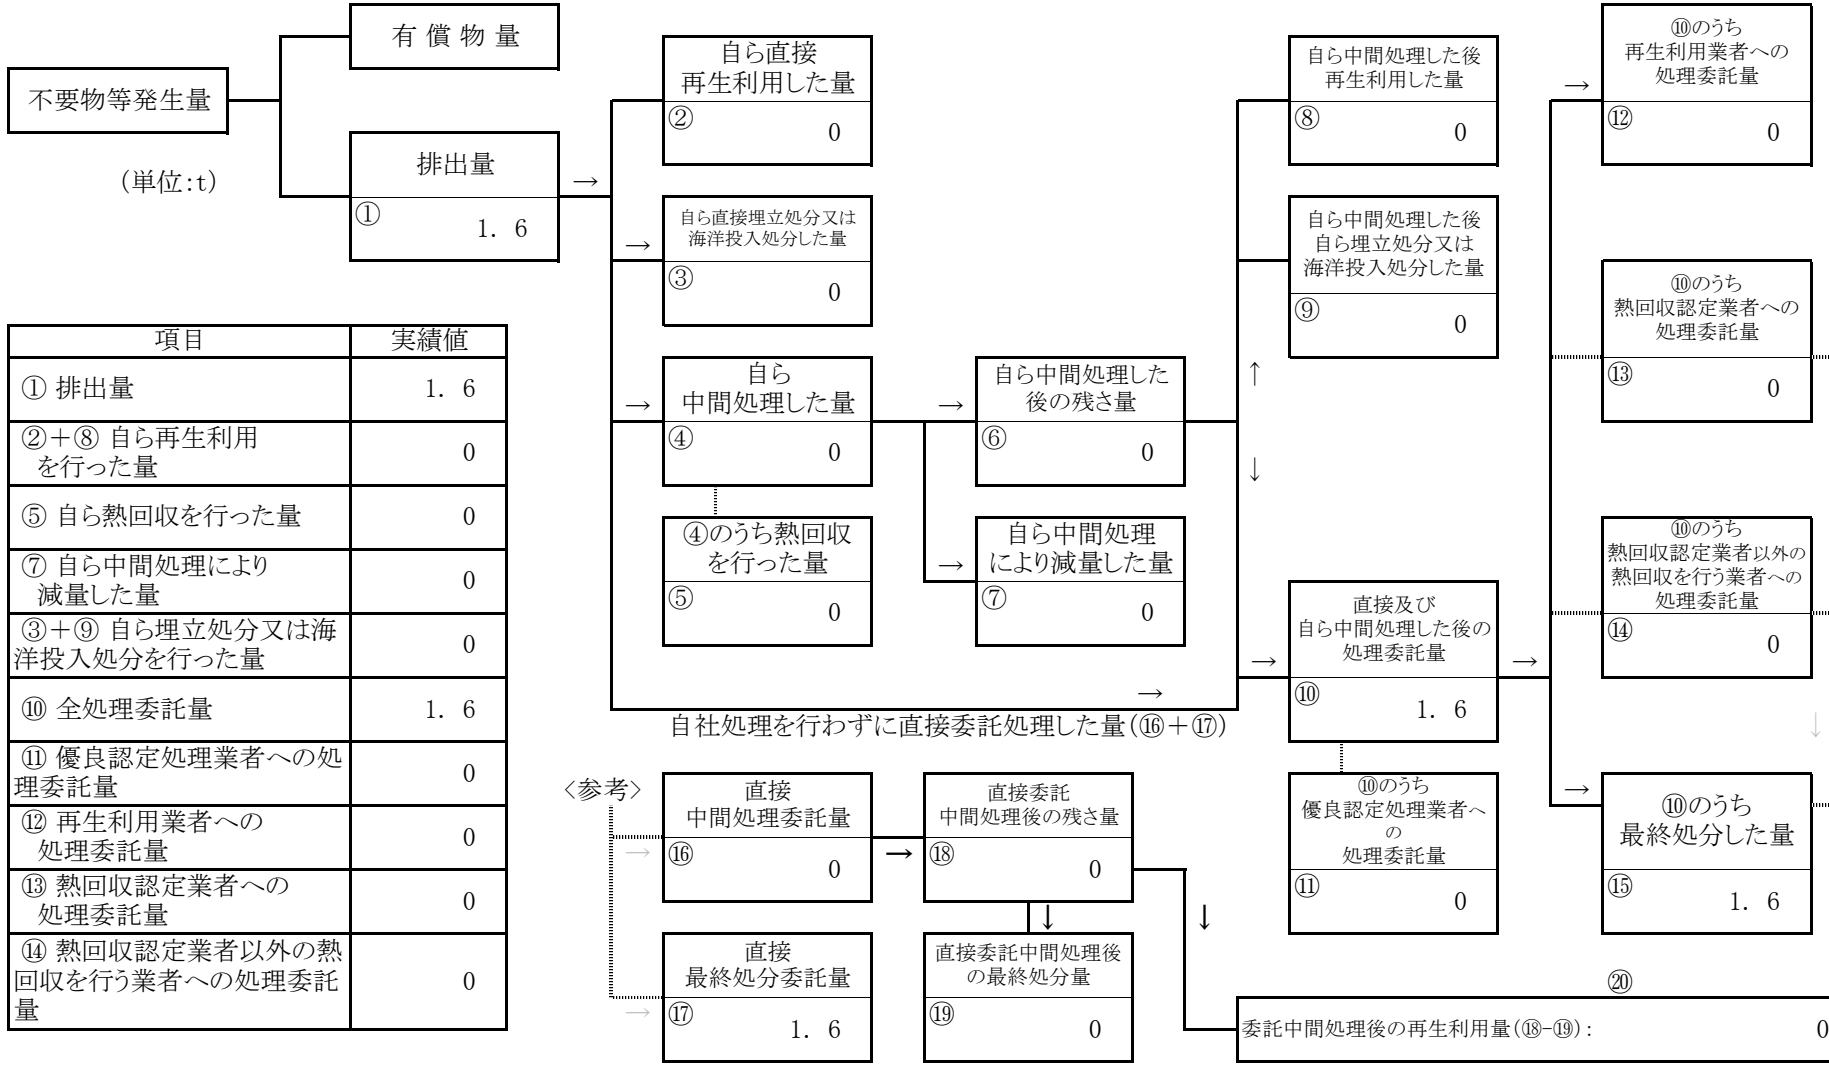 有 償 物 量
不要物等発生量
(単位:t)
排出量
①
1. 6
→
自ら直接
再生利用した量
②
0
→
自ら直接埋立処分又は
海洋投入処分した量
③
0
→
自ら
中間処理した量
④
0
④のうち熱回収
を行った量
⑤
0
→
自ら中間処理した
後の残さ量
⑥
0
→
自ら中間処理
により減量した量
⑦
0
自ら中間処理した後
再生利用した量
⑧
0
自ら中間処理した後
自ら埋立処分又は
海洋投入処分した量
⑨
0
↑
↓
→
自社処理を行わずに直接委託処理した量(⑯+⑰)
→
直接及び
自ら中間処理した後の
処理委託量
⑩
1. 6
⑩のうち
優良認定処理業者へ
の
処理委託量
⑪
0
→
→
⑩のうち
再生利用業者への
処理委託量
⑫
0
⑩のうち
熱回収認定業者への
処理委託量
⑬
0
⑩のうち
熱回収認定業者以外の
熱回収を行う業者への
処理委託量
⑭
0
↓
→
⑩のうち
最終処分した量
⑮
1. 6
項目 実績値
① 排出量 1. 6
②+⑧ 自ら再生利用
を行った量 0
⑤ 自ら熱回収を行った量 0
⑦ 自ら中間処理により
減量した量 0
③+⑨ 自ら埋立処分又は海
洋投入処分を行った量 0
⑩ 全処理委託量 1. 6
⑪ 優良認定処理業者への処
理委託量 0
⑫ 再生利用業者への
処理委託量 0
⑬ 熱回収認定業者への
処理委託量 0
⑭ 熱回収認定業者以外の熱
回収を行う業者への処理委託
量 0
〈参考〉
→
直接
中間処理委託量
⑯
0
→
直接委託
中間処理後の残さ量
⑱
0
↓
↓
→
直接
最終処分委託量
⑰
1. 6
直接委託中間処理後
の最終処分量
⑲
0
⑳
委託中間処理後の再生利用量(⑱-⑲): 0